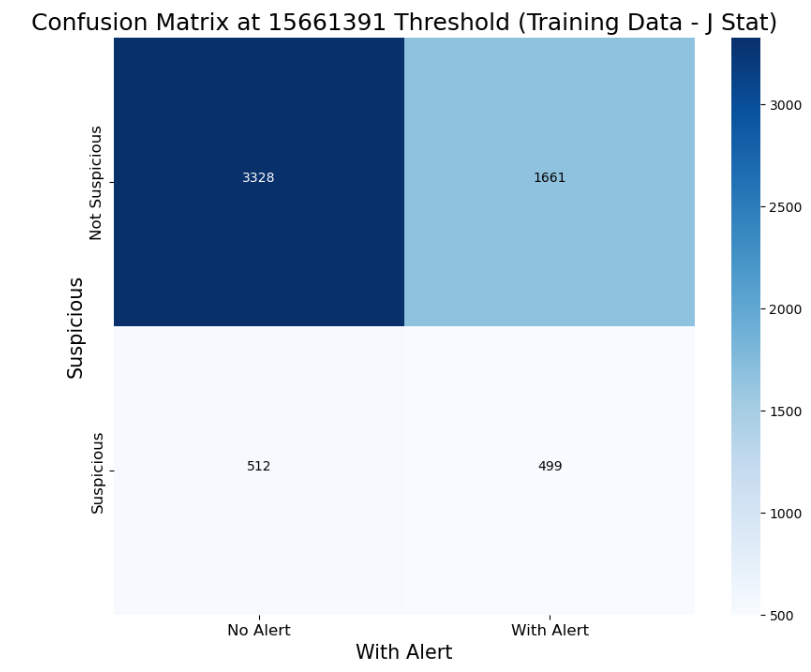 Confusion Matrix at 15661391 Threshold (Training Data - J Stat)
Suspicious
Not Suspicious
3328
1661
Suspicious
512
499
No Alert
With Alert
With Alert
3000
2500
2000
1500
1000
500